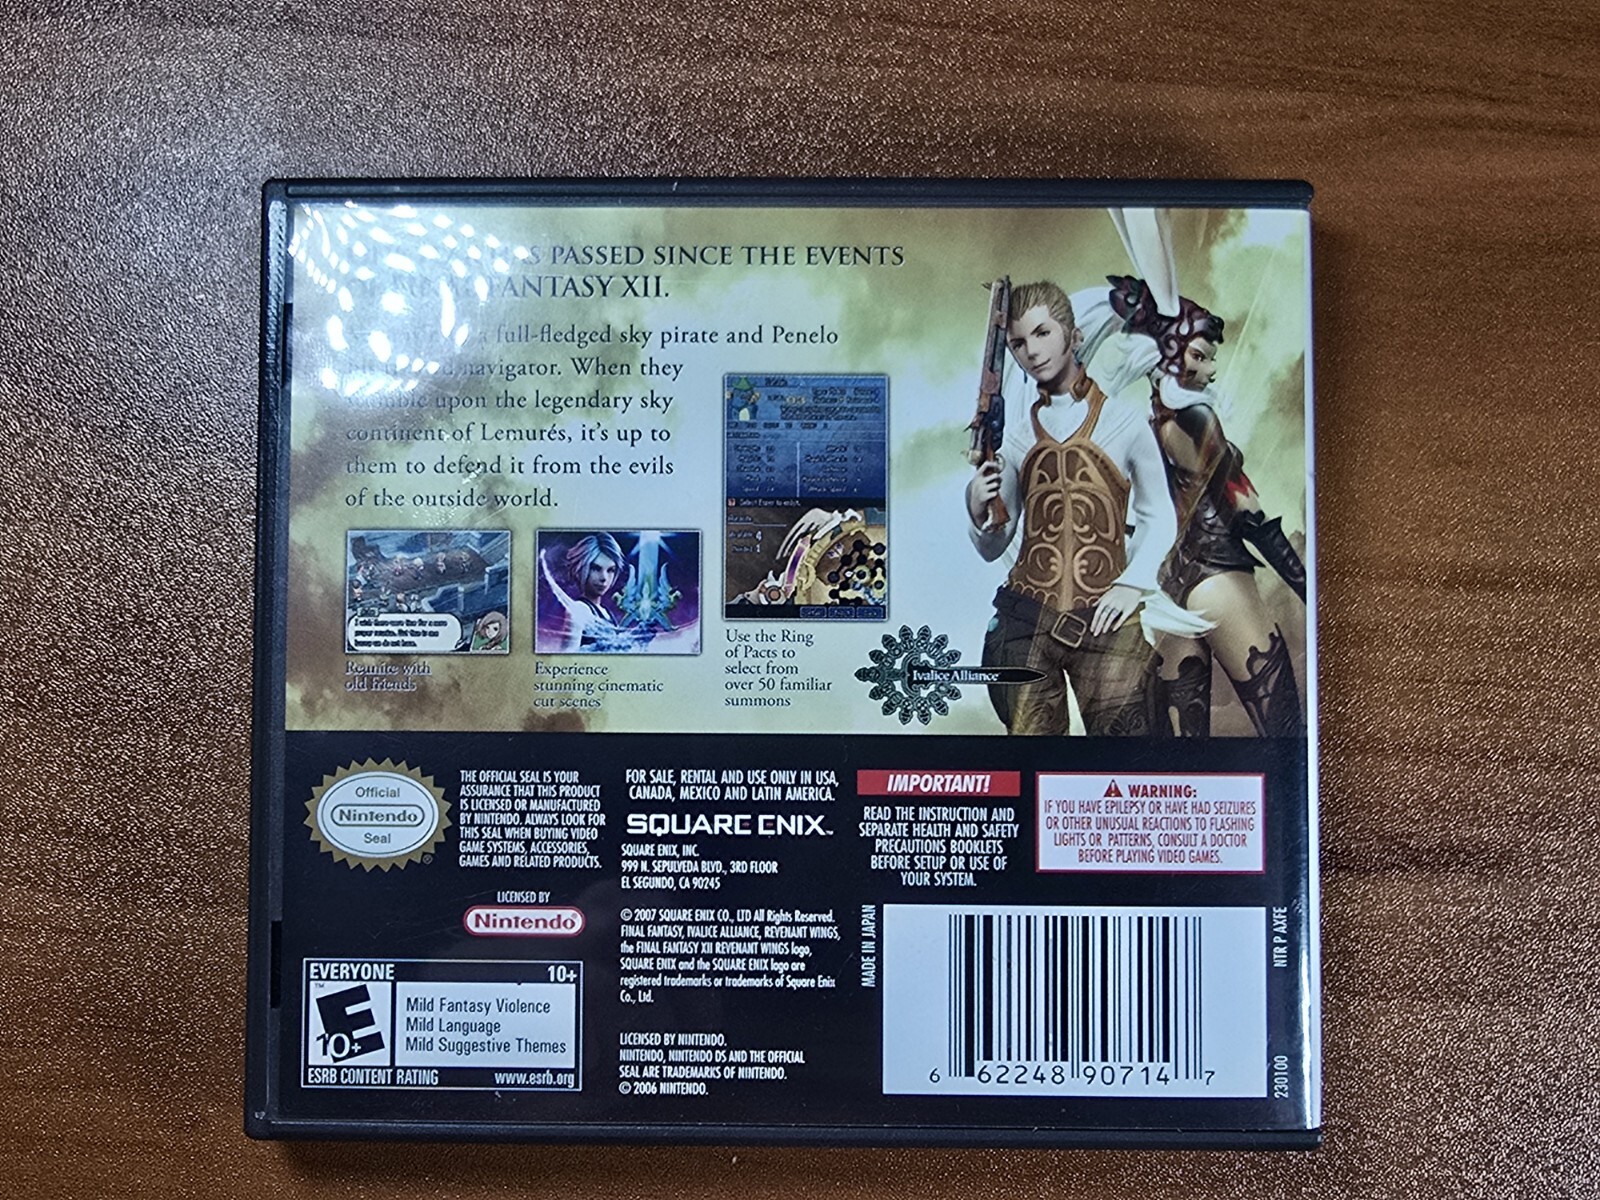 PASSED SINCE THE EVENTS
FANTASY XII.
a full-fledged sky pirate and Penelo
navigator. When they
upon the legendary sky
continent of Lemurés, it's up to
them to defend it from the evils
of the outside world.
Reunite with
old friends
Experience
stunning cinematic
cut scenes
Select Esper to enlist.
Use the Ring
of Pacts to
select from
over 50 familiar
summons
Ivalice Alliance
Official
Nintendo
Seal
®
THE OFFICIAL SEAL IS YOUR
ASSURANCE THAT THIS PRODUCT
IS LICENSED OR MANUFACTURED
BY NINTENDO. ALWAYS LOOK FOR
THIS SEAL WHEN BUYING VIDEO
GAME SYSTEMS, ACCESSORIES,
GAMES AND RELATED PRODUCTS.
LICENSED BY
Nintendo®
EVERYONE 10+
E
10+
Mild Fantasy Violence
Mild Language
Mild Suggestive Themes
ESRB CONTENT RATING www.esrb.org
FOR SALE, RENTAL AND USE ONLY IN USA,
CANADA, MEXICO AND LATIN AMERICA.
SQUARE ENIX™
SQUARE ENIX, INC.
999 N. SEPULVEDA BLVD., 3RD FLOOR
EL SEGUNDO, CA 90245
© 2007 SQUARE ENIX CO., LTD All Rights Reserved.
FINAL FANTASY, IVALICE ALLIANCE, REVENANT WINGS,
the FINAL FANTASY XII REVENANT WINGS logo,
SQUARE ENIX and the SQUARE ENIX logo are
registered trademarks or trademarks of Square Enix
Co., Ltd.
LICENSED BY NINTENDO.
NINTENDO, NINTENDO DS AND THE OFFICIAL
SEAL ARE TRADEMARKS OF NINTENDO.
© 2006 NINTENDO.
IMPORTANT!
READ THE INSTRUCTION AND
SEPARATE HEALTH AND SAFETY
PRECAUTIONS BOOKLETS
BEFORE SETUP OR USE OF
YOUR SYSTEM.
WARNING:
IF YOU HAVE EPILEPSY OR HAVE HAD SEIZURES
OR OTHER UNUSUAL REACTIONS TO FLASHING
LIGHTS OR PATTERNS, CONSULT A DOCTOR
BEFORE PLAYING VIDEO GAMES.
MADE IN JAPAN
6 62248 90714 7
NTR P AXFE
230100